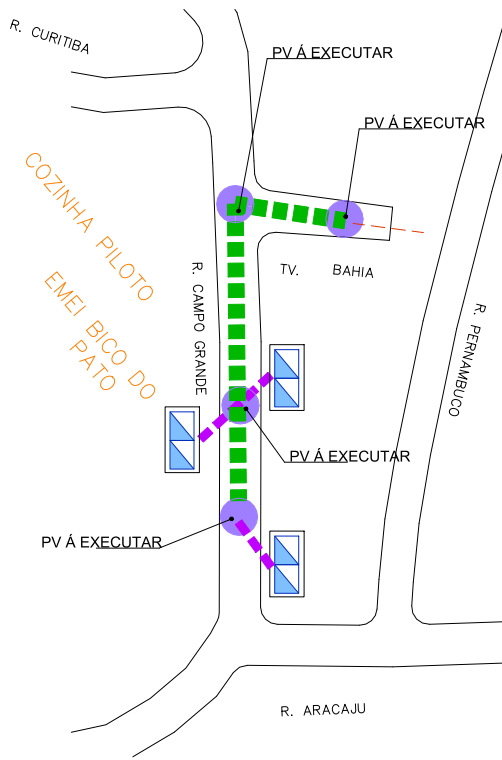 R. CURITIBA
PV Á EXECUTAR
PV Á EXECUTAR
COZINHA PILOTO
EMEI BICO DO
PATO
R. CAMPO GRANDE
TV. BAHIA
R. PERNAMBUCO
PV Á EXECUTAR
PV Á EXECUTAR
R. ARACAJU